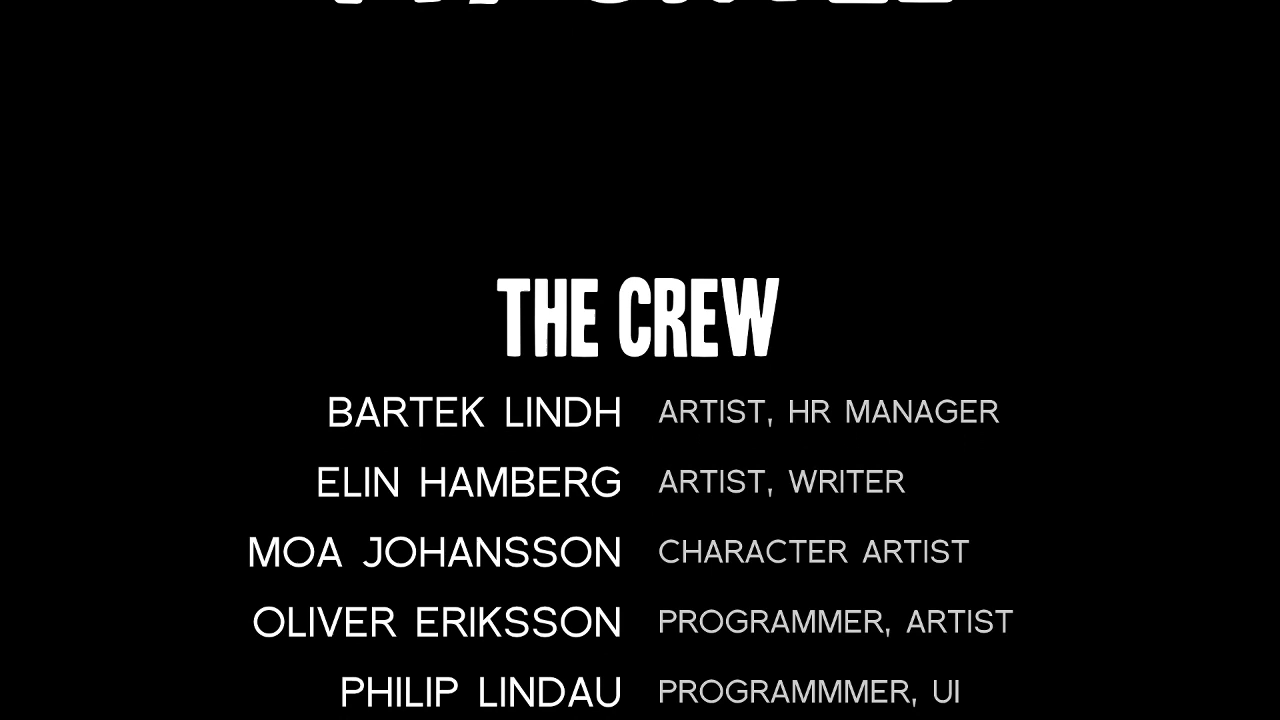 THE CREW
BARTEK LINDH ARTIST, HR MANAGER
ELIN HAMBERG ARTIST, WRITER
MOA JOHANSSON CHARACTER ARTIST
OLIVER ERIKSSON PROGRAMMER, ARTIST
PHILIP LINDAU PROGRAMMMER, UI